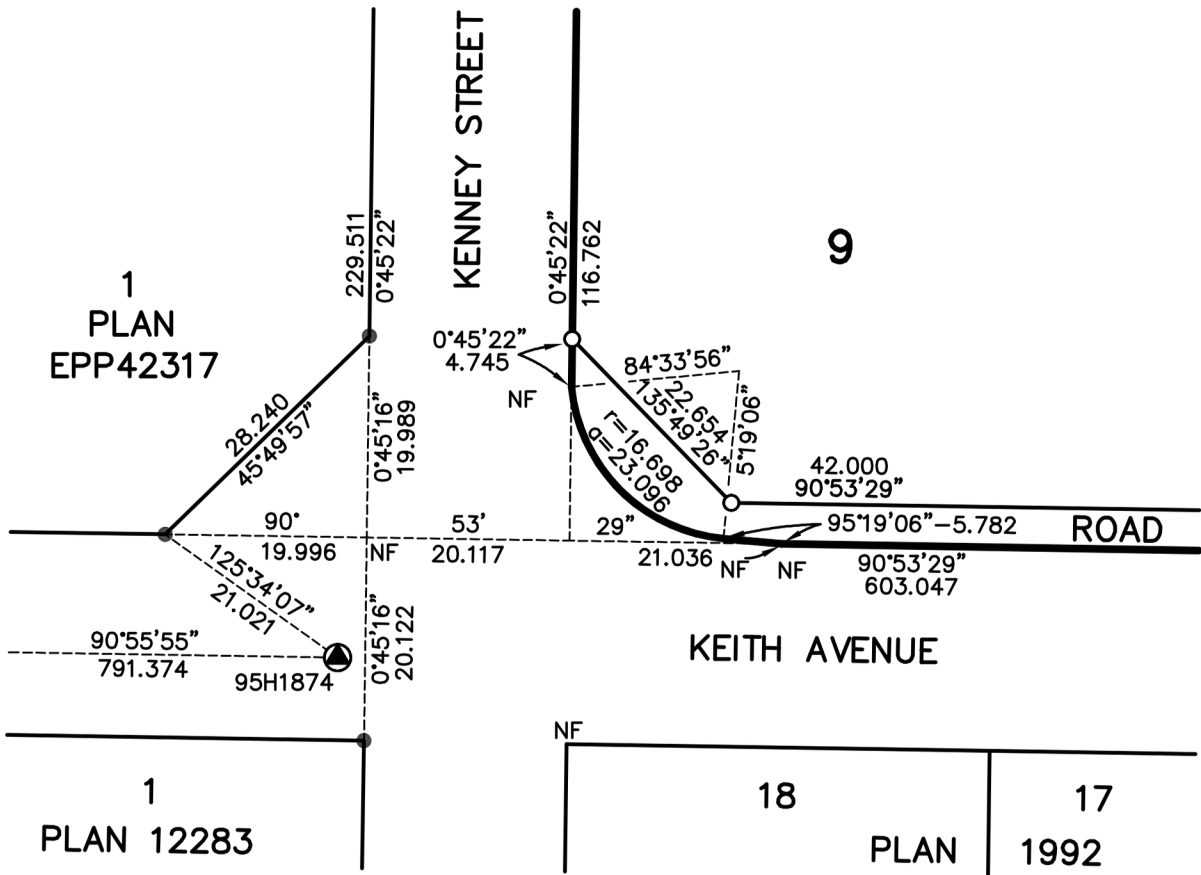 KENNEY STREET
229.511
0°45'22"
0°45'22"
116.762
9
1
PLAN
EPP42317
0°45'22"
4.745
NF
84°33'56"
22.654
135°49'26"
5°19'06"
r=16.698
a=23.096
28.240
45°49'57"
0°45'16"
19.989
42.000
90°53'29"
90°
53'
29"
95°19'06"–5.782
ROAD
19.996
NF
20.117
21.036
NF
NF
90°53'29"
603.047
125°34'07"
21.021
90°55'55"
791.374
95H1874
0°45'16"
20.122
KEITH AVENUE
NF
1
PLAN 12283
18
17
PLAN
1992